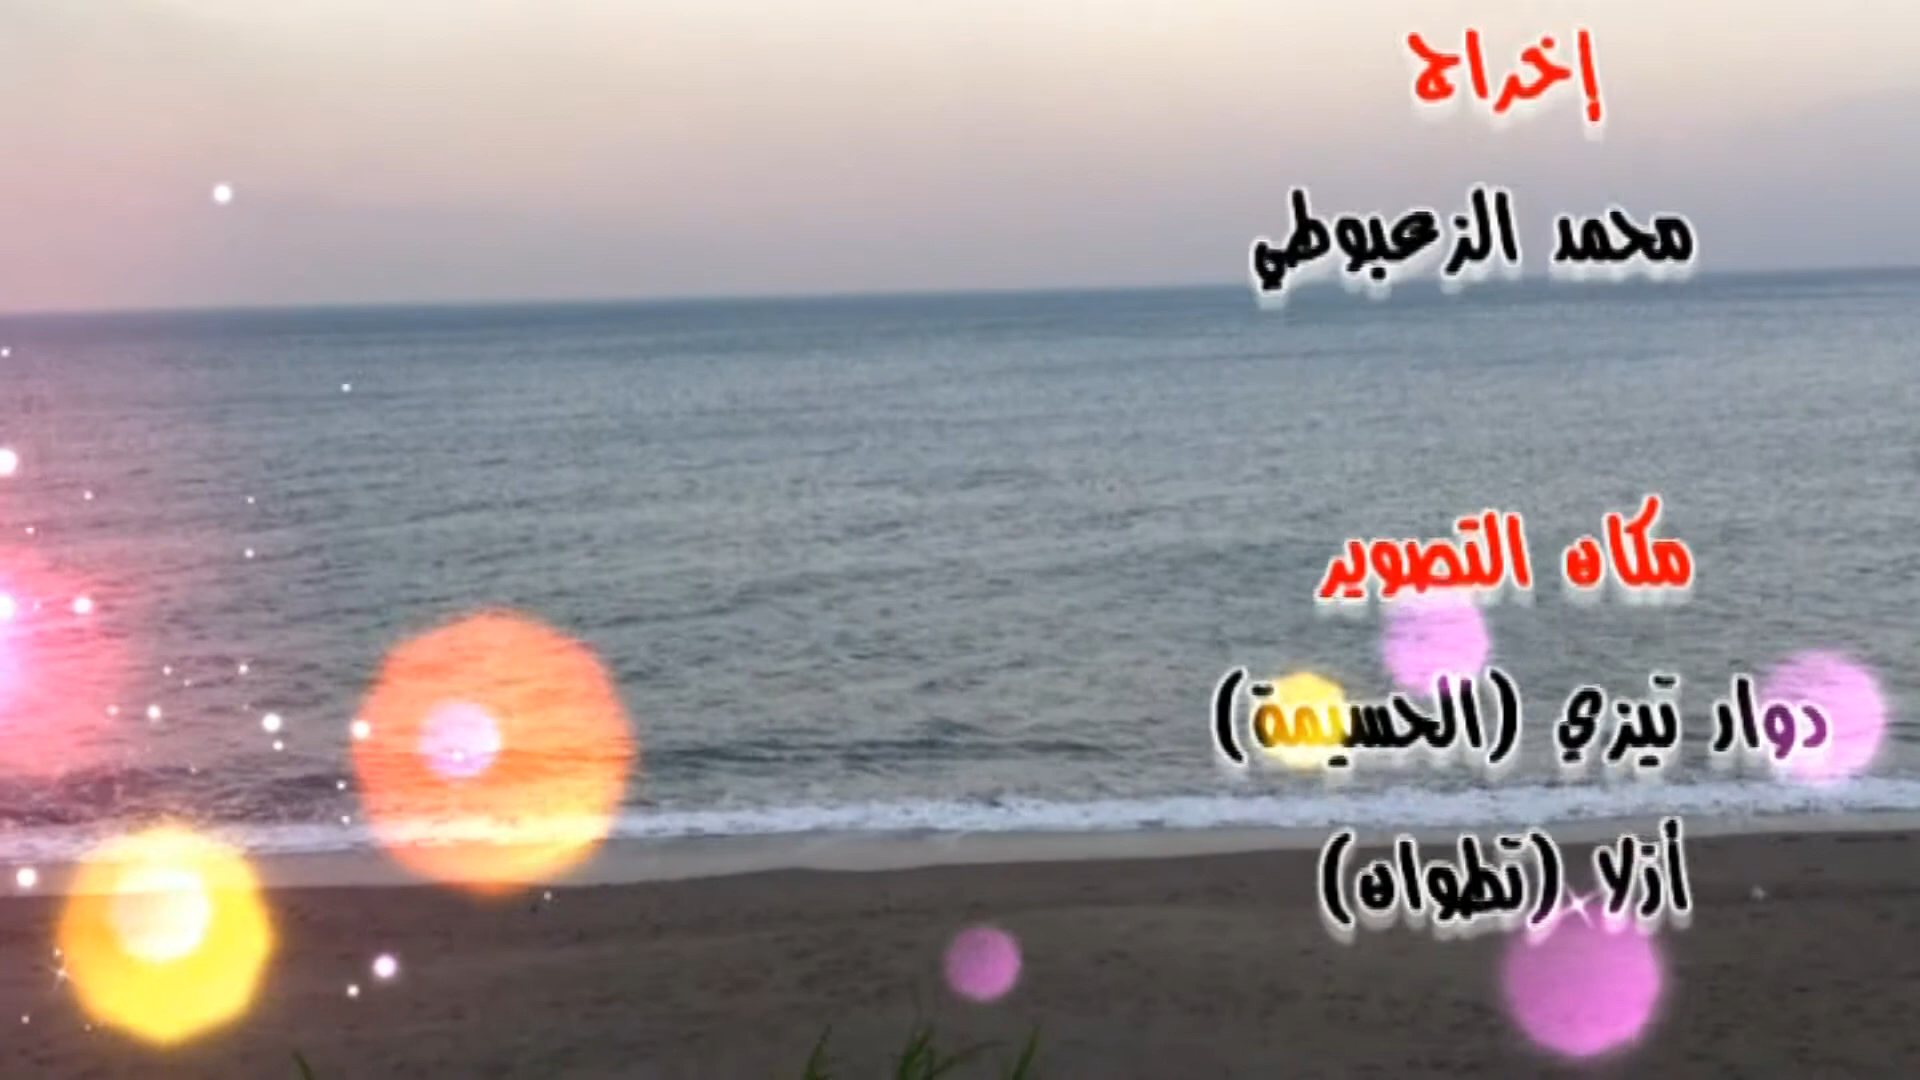 إخراج
محمد الزعبوطي
مكان التصوير
دوار تيزي (الحسيمة)
أزلا (تطوان)